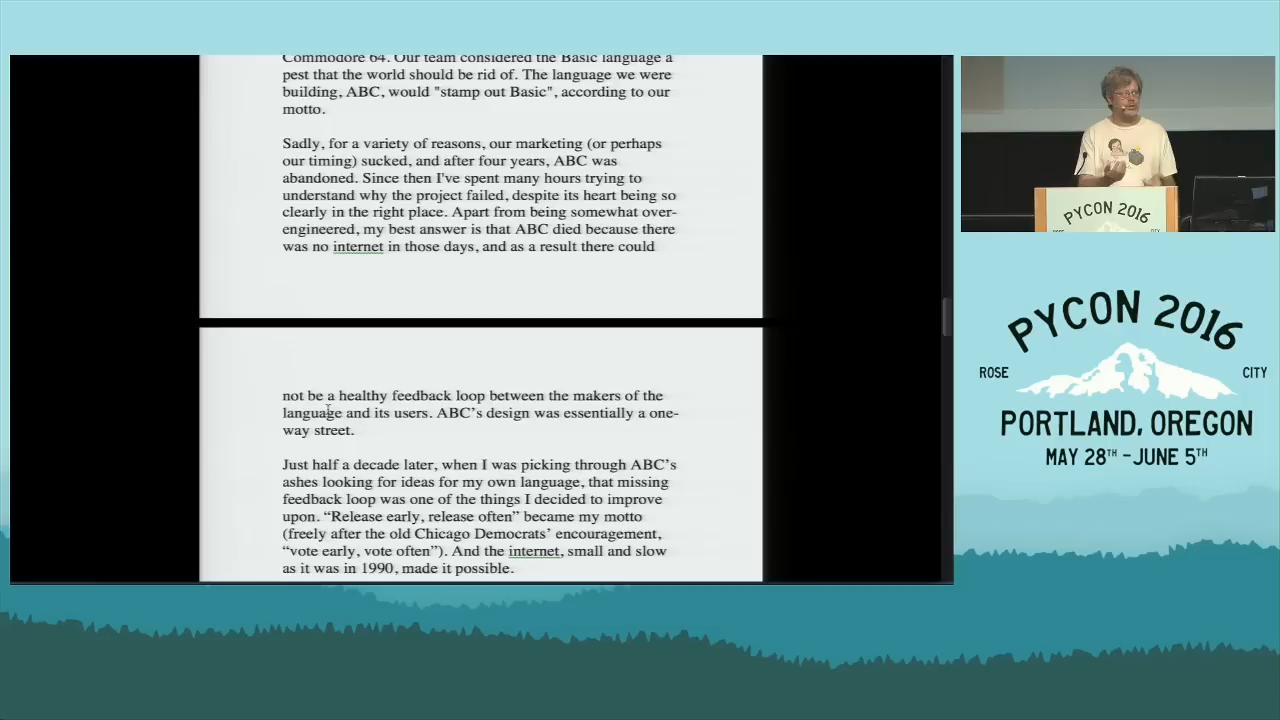 Commodore 64. Our team considered the Basic language a
pest that the world should be rid of. The language we were
building, ABC, would "stamp out Basic", according to our
motto.
Sadly, for a variety of reasons, our marketing (or perhaps
our timing) sucked, and after four years, ABC was
abandoned. Since then I've spent many hours trying to
understand why the project failed, despite its heart being so
clearly in the right place. Apart from being somewhat over-
engineered, my best answer is that ABC died because there
was no internet in those days, and as a result there could
not be a healthy feedback loop between the makers of the
language and its users. ABC’s design was essentially a one-
way street.
Just half a decade later, when I was picking through ABC’s
ashes looking for ideas for my own language, that missing
feedback loop was one of the things I decided to improve
upon. “Release early, release often” became my motto
(freely after the old Chicago Democrats’ encouragement,
“vote early, vote often”). And the internet, small and slow
as it was in 1990, made it possible.
PYCON 2016
PYCON 2016
ROSE CITY
PORTLAND, OREGON
MAY 28TH - JUNE 5TH